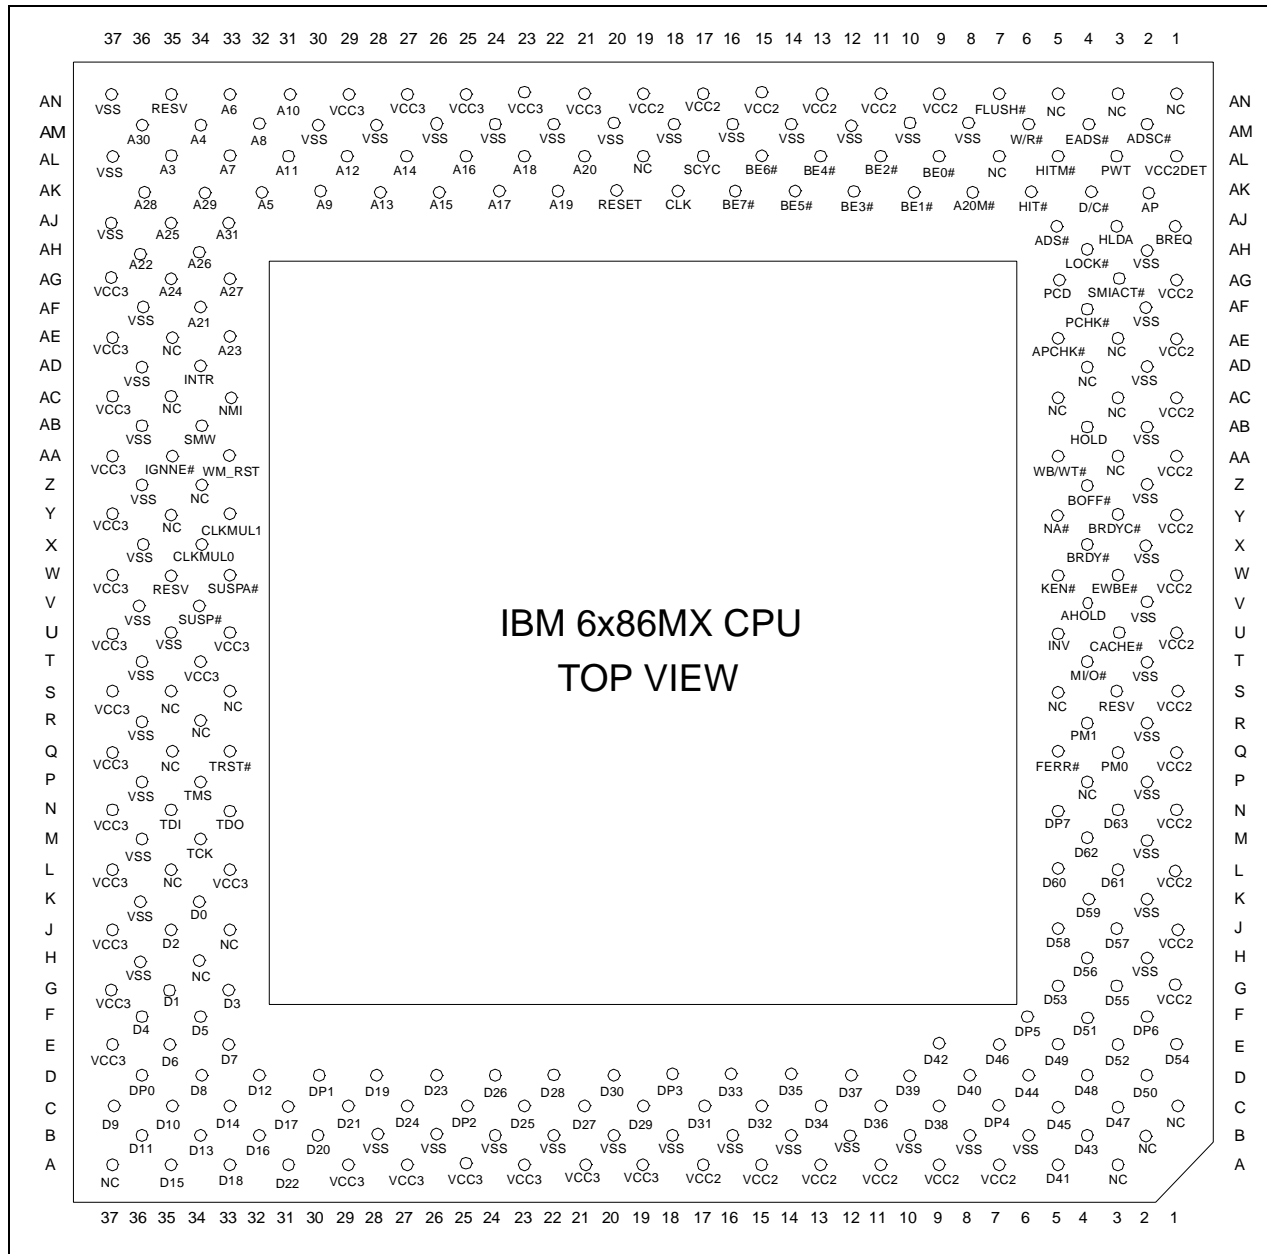 37 36 35 34 33 32 31 30 29 28 27 26 25 24 23 22 21 20 19 18 17 16 15 14 13 12 11 10 9 8 7 6 5 4 3 2 1
AN VSS RESV A6 A10 VCC3 VCC3 VCC3 VCC3 VCC3 VCC2 VCC2 VCC2 VCC2 VCC2 VCC2 FLUSH# NC NC NC AN
AM A30 A4 A8 VSS VSS VSS VSS VSS VSS VSS VSS VSS VSS VSS VSS W/R# EADS# ADSC# AM
AL VSS A3 A7 A11 A12 A14 A16 A18 A20 NC SCYC BE6# BE4# BE2# BE0# NC HITM# PWT VCC2DET AL
AK A28 A29 A5 A9 A13 A15 A17 A19 RESET CLK BE7# BE5# BE3# BE1# A20M# HIT# D/C# AP AK
AJ VSS A25 A31 ADS# HLDA BREQ AJ
AH A22 A26 LOCK# VSS AH
AG VCC3 A24 A27 PCD SMIACT# VCC2 AG
AF VSS A21 PCHK# VSS AF
AE VCC3 NC A23 APCHK# NC VCC2 AE
AD VSS INTR NC VSS AD
AC VCC3 NC NMI NC NC VCC2 AC
AB VSS SMW HOLD VSS AB
AA VCC3 IGNNE# WM_RST WB/WT# NC VCC2 AA
Z VSS NC BOFF# VSS Z
Y VCC3 NC CLKMUL1 NA# BRDYC# VCC2 Y
X VSS CLKMUL0 BRDY# VSS X
W VCC3 RESV SUSPA# KEN# EWBE# VCC2 W
V VSS SUSP# AHOLD VSS V
U VCC3 VSS VCC3 INV CACHE# VCC2 U
IBM 6x86MX CPU
TOP VIEW
T VSS VCC3 MI/O# VSS T
S VCC3 NC NC NC RESV VCC2 S
R VSS NC PM1 VSS R
Q VCC3 NC TRST# FERR# PM0 VCC2 Q
P VSS TMS NC VSS P
N VCC3 TDI TDO DP7 D63 VCC2 N
M VSS TCK D62 VSS M
L VCC3 NC VCC3 D60 D61 VCC2 L
K VSS D0 D59 VSS K
J VCC3 D2 NC D58 D57 VCC2 J
H VSS NC D56 VSS H
G VCC3 D1 D3 D53 D55 VCC2 G
F D4 D5 DP5 D51 DP6 F
E VCC3 D6 D7 D42 D46 D49 D52 D54 E
D DP0 D8 D12 DP1 D19 D23 D26 D28 D30 DP3 D33 D35 D37 D39 D40 D44 D48 D50 D
C D9 D10 D14 D17 D21 D24 DP2 D25 D27 D29 D31 D32 D34 D36 D38 DP4 D45 D47 NC C
B D11 D13 D16 D20 VSS VSS VSS VSS VSS VSS VSS VSS VSS VSS VSS VSS D43 NC B
A NC D15 D18 D22 VCC3 VCC3 VCC3 VCC3 VCC3 VCC3 VCC2 VCC2 VCC2 VCC2 VCC2 VCC2 D41 NC A
37 36 35 34 33 32 31 30 29 28 27 26 25 24 23 22 21 20 19 18 17 16 15 14 13 12 11 10 9 8 7 6 5 4 3 2 1